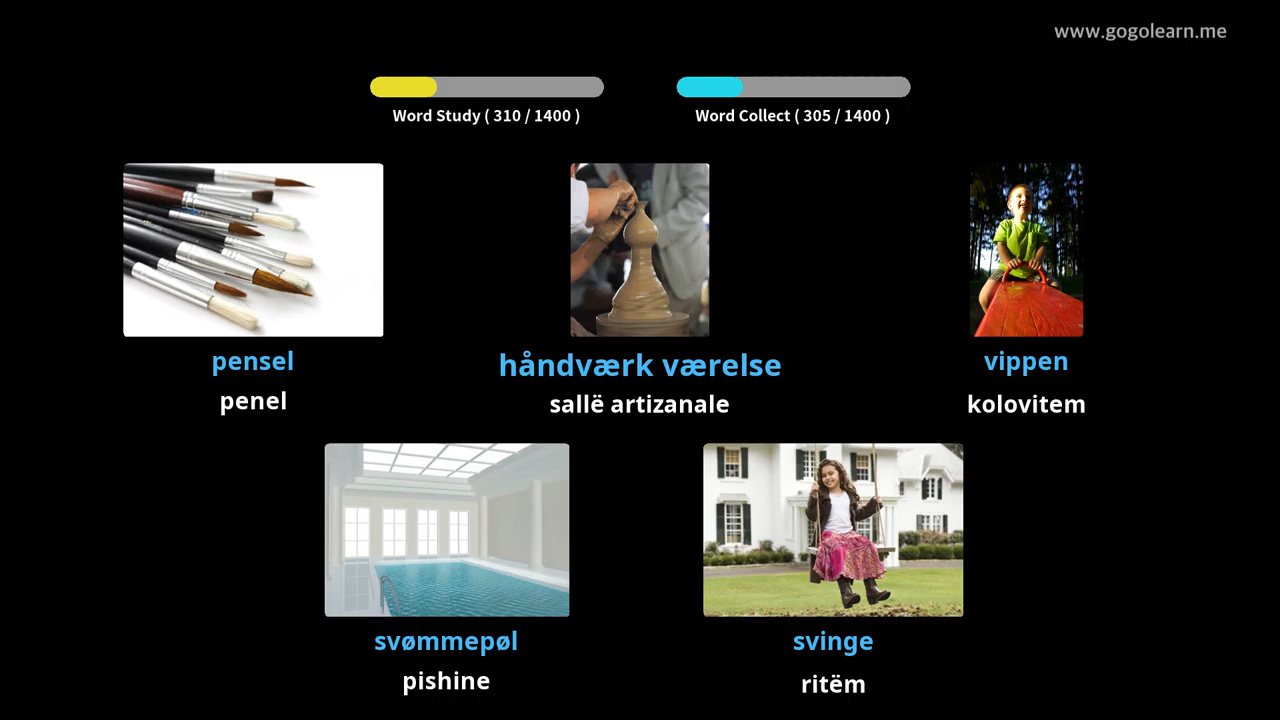 www.gogolearn.me
Word Study ( 310 / 1400 )
Word Collect ( 305 / 1400 )
pensel
håndværk værelse
vippen
penel
sallë artizanale
kolovitem
svømmepøl
svinge
pishine
ritëm